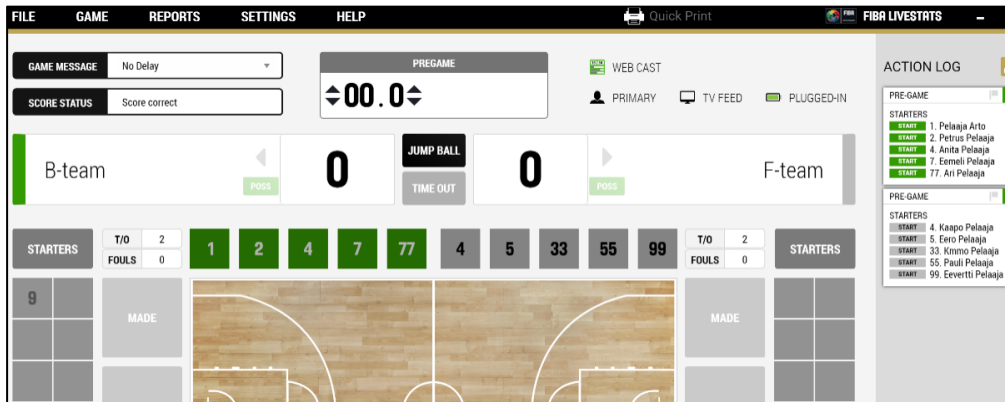 FILE GAME REPORTS SETTINGS HELP Quick Print FIBA FIBA LIVESTATS
GAME MESSAGE No Delay
SCORE STATUS Score correct
PREGAME
00.0
WEB CAST
PRIMARY TV FEED PLUGGED-IN
B-team POSS 0 JUMP BALL 0 POSS F-team
TIME OUT
STARTERS T/O 2 1 2 4 7 77 4 5 33 55 99 T/O 2 STARTERS
FOULS 0 FOULS 0
9 MADE MADE
ACTION LOG
PRE-GAME
STARTERS
START 1. Pelaaja Arto
START 2. Petrus Pelaaja
START 4. Anita Pelaaja
START 7. Eemeli Pelaaja
START 77. Ari Pelaaja
PRE-GAME
STARTERS
START 4. Kaapo Pelaaja
START 5. Eero Pelaaja
START 33. Kmmo Pelaaja
START 55. Pauli Pelaaja
START 99. Eevertti Pelaaja